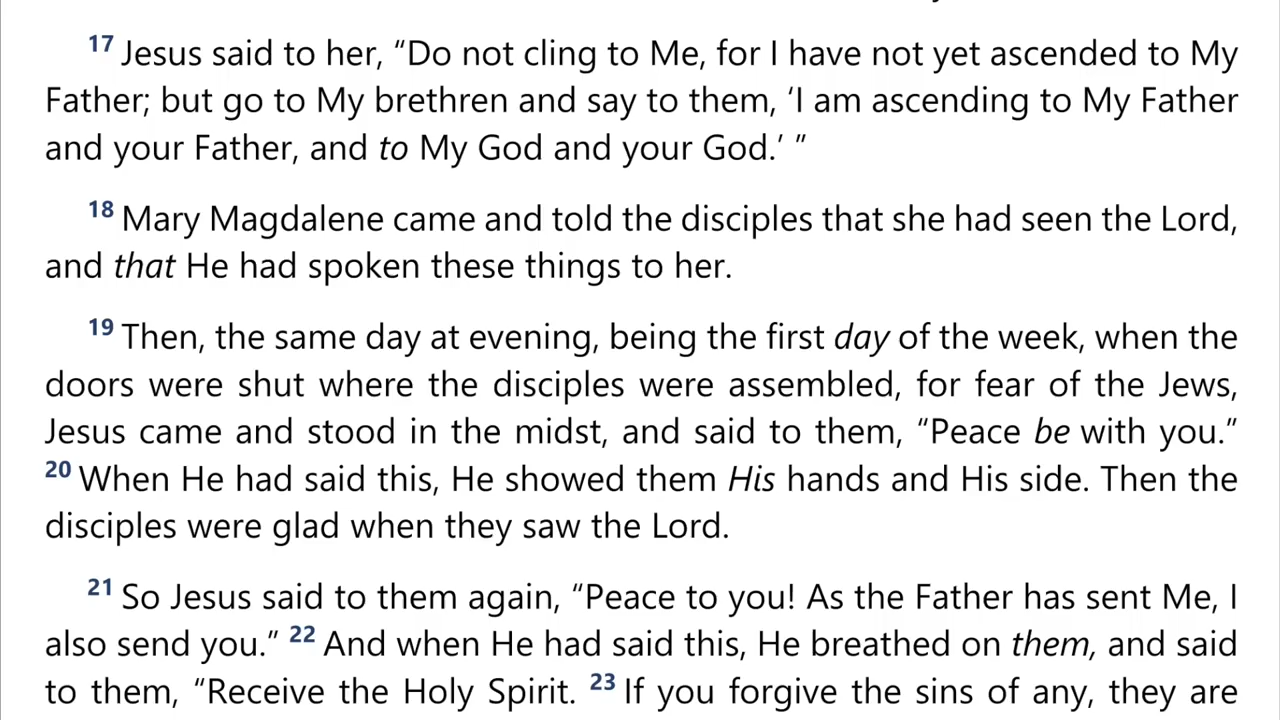 17 Jesus said to her, “Do not cling to Me, for I have not yet ascended to My
Father; but go to My brethren and say to them, ‘I am ascending to My Father
and your Father, and to My God and your God.’ ”
18 Mary Magdalene came and told the disciples that she had seen the Lord,
and that He had spoken these things to her.
19 Then, the same day at evening, being the first day of the week, when the
doors were shut where the disciples were assembled, for fear of the Jews,
Jesus came and stood in the midst, and said to them, “Peace be with you.”
20 When He had said this, He showed them His hands and His side. Then the
disciples were glad when they saw the Lord.
21 So Jesus said to them again, “Peace to you! As the Father has sent Me, I
also send you.” 22 And when He had said this, He breathed on them, and said
to them, “Receive the Holy Spirit. 23 If you forgive the sins of any, they are